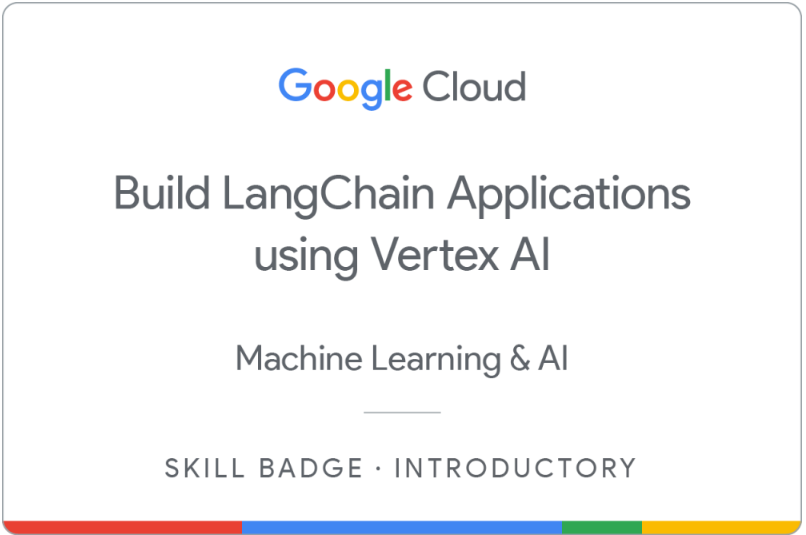 Google Cloud
Build LangChain Applications
using Vertex AI
Machine Learning & AI
SKILL BADGE · INTRODUCTORY